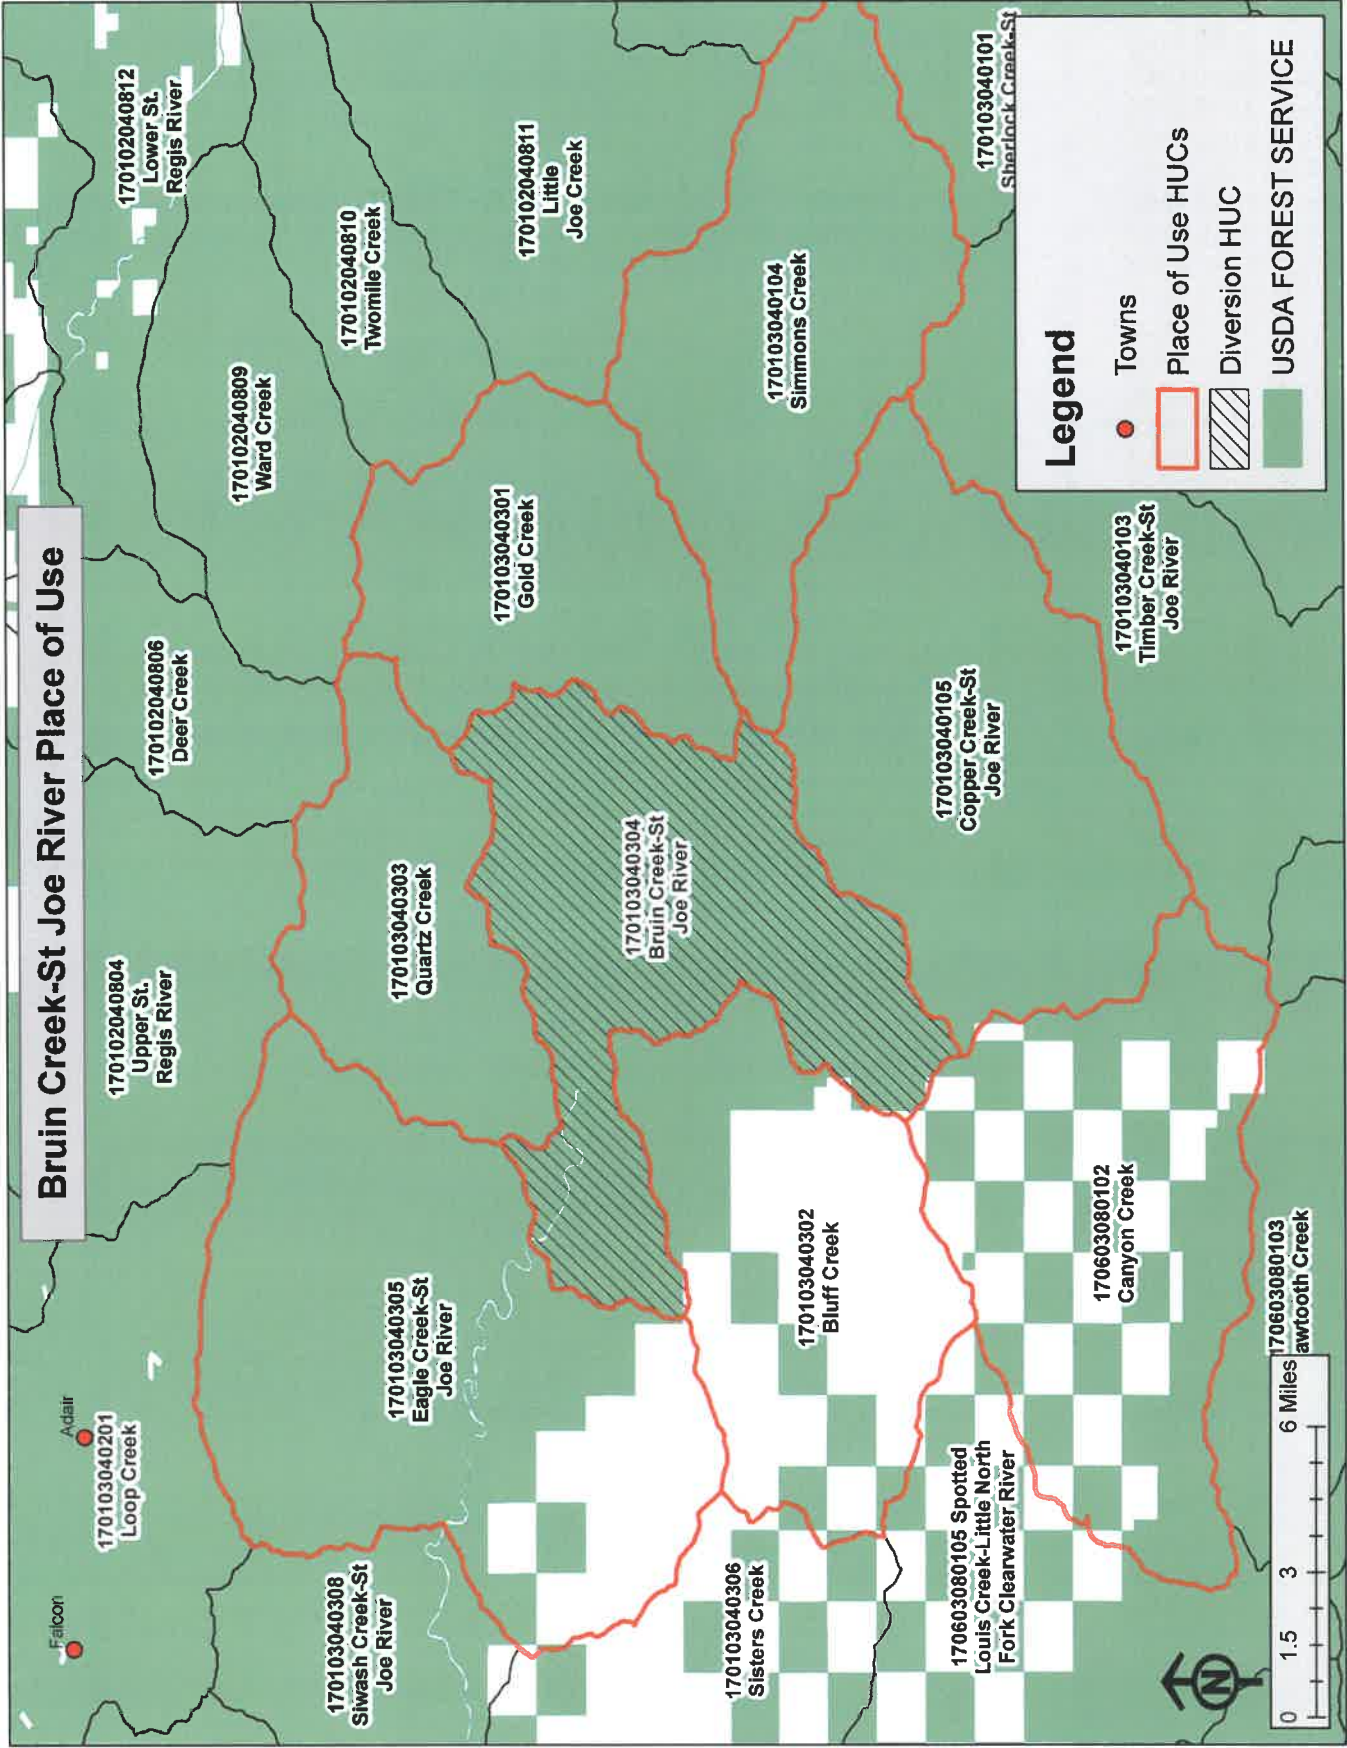 Bruin Creek-St Joe River Place of Use
Falcon
Adair
170103040201
Loop Creek
170102040804
Upper St.
Regis River
170102040806
Deer Creek
170102040809
Ward Creek
170102040812
Lower St.
Regis River
170102040810
Twomile Creek
170102040811
Little
Joe Creek
170103040308
Siwash Creek-St
Joe River
170103040305
Eagle Creek-St
Joe River
170103040303
Quartz Creek
170103040301
Gold Creek
170103040304
Bruin Creek-St
Joe River
170103040104
Simmons Creek
170103040306
Sisters Creek
170103040302
Bluff Creek
170103040105
Copper Creek-St
Joe River
170103040101
Sherlock Creek-St
170603080105 Spotted
Louis Creek-Little North
Fork Clearwater River
170603080102
Canyon Creek
170103040103
Timber Creek-St
Joe River
170603080103
awtooth Creek
Legend
Towns
Place of Use HUCs
Diversion HUC
USDA FOREST SERVICE
N
0 1.5 3 6 Miles